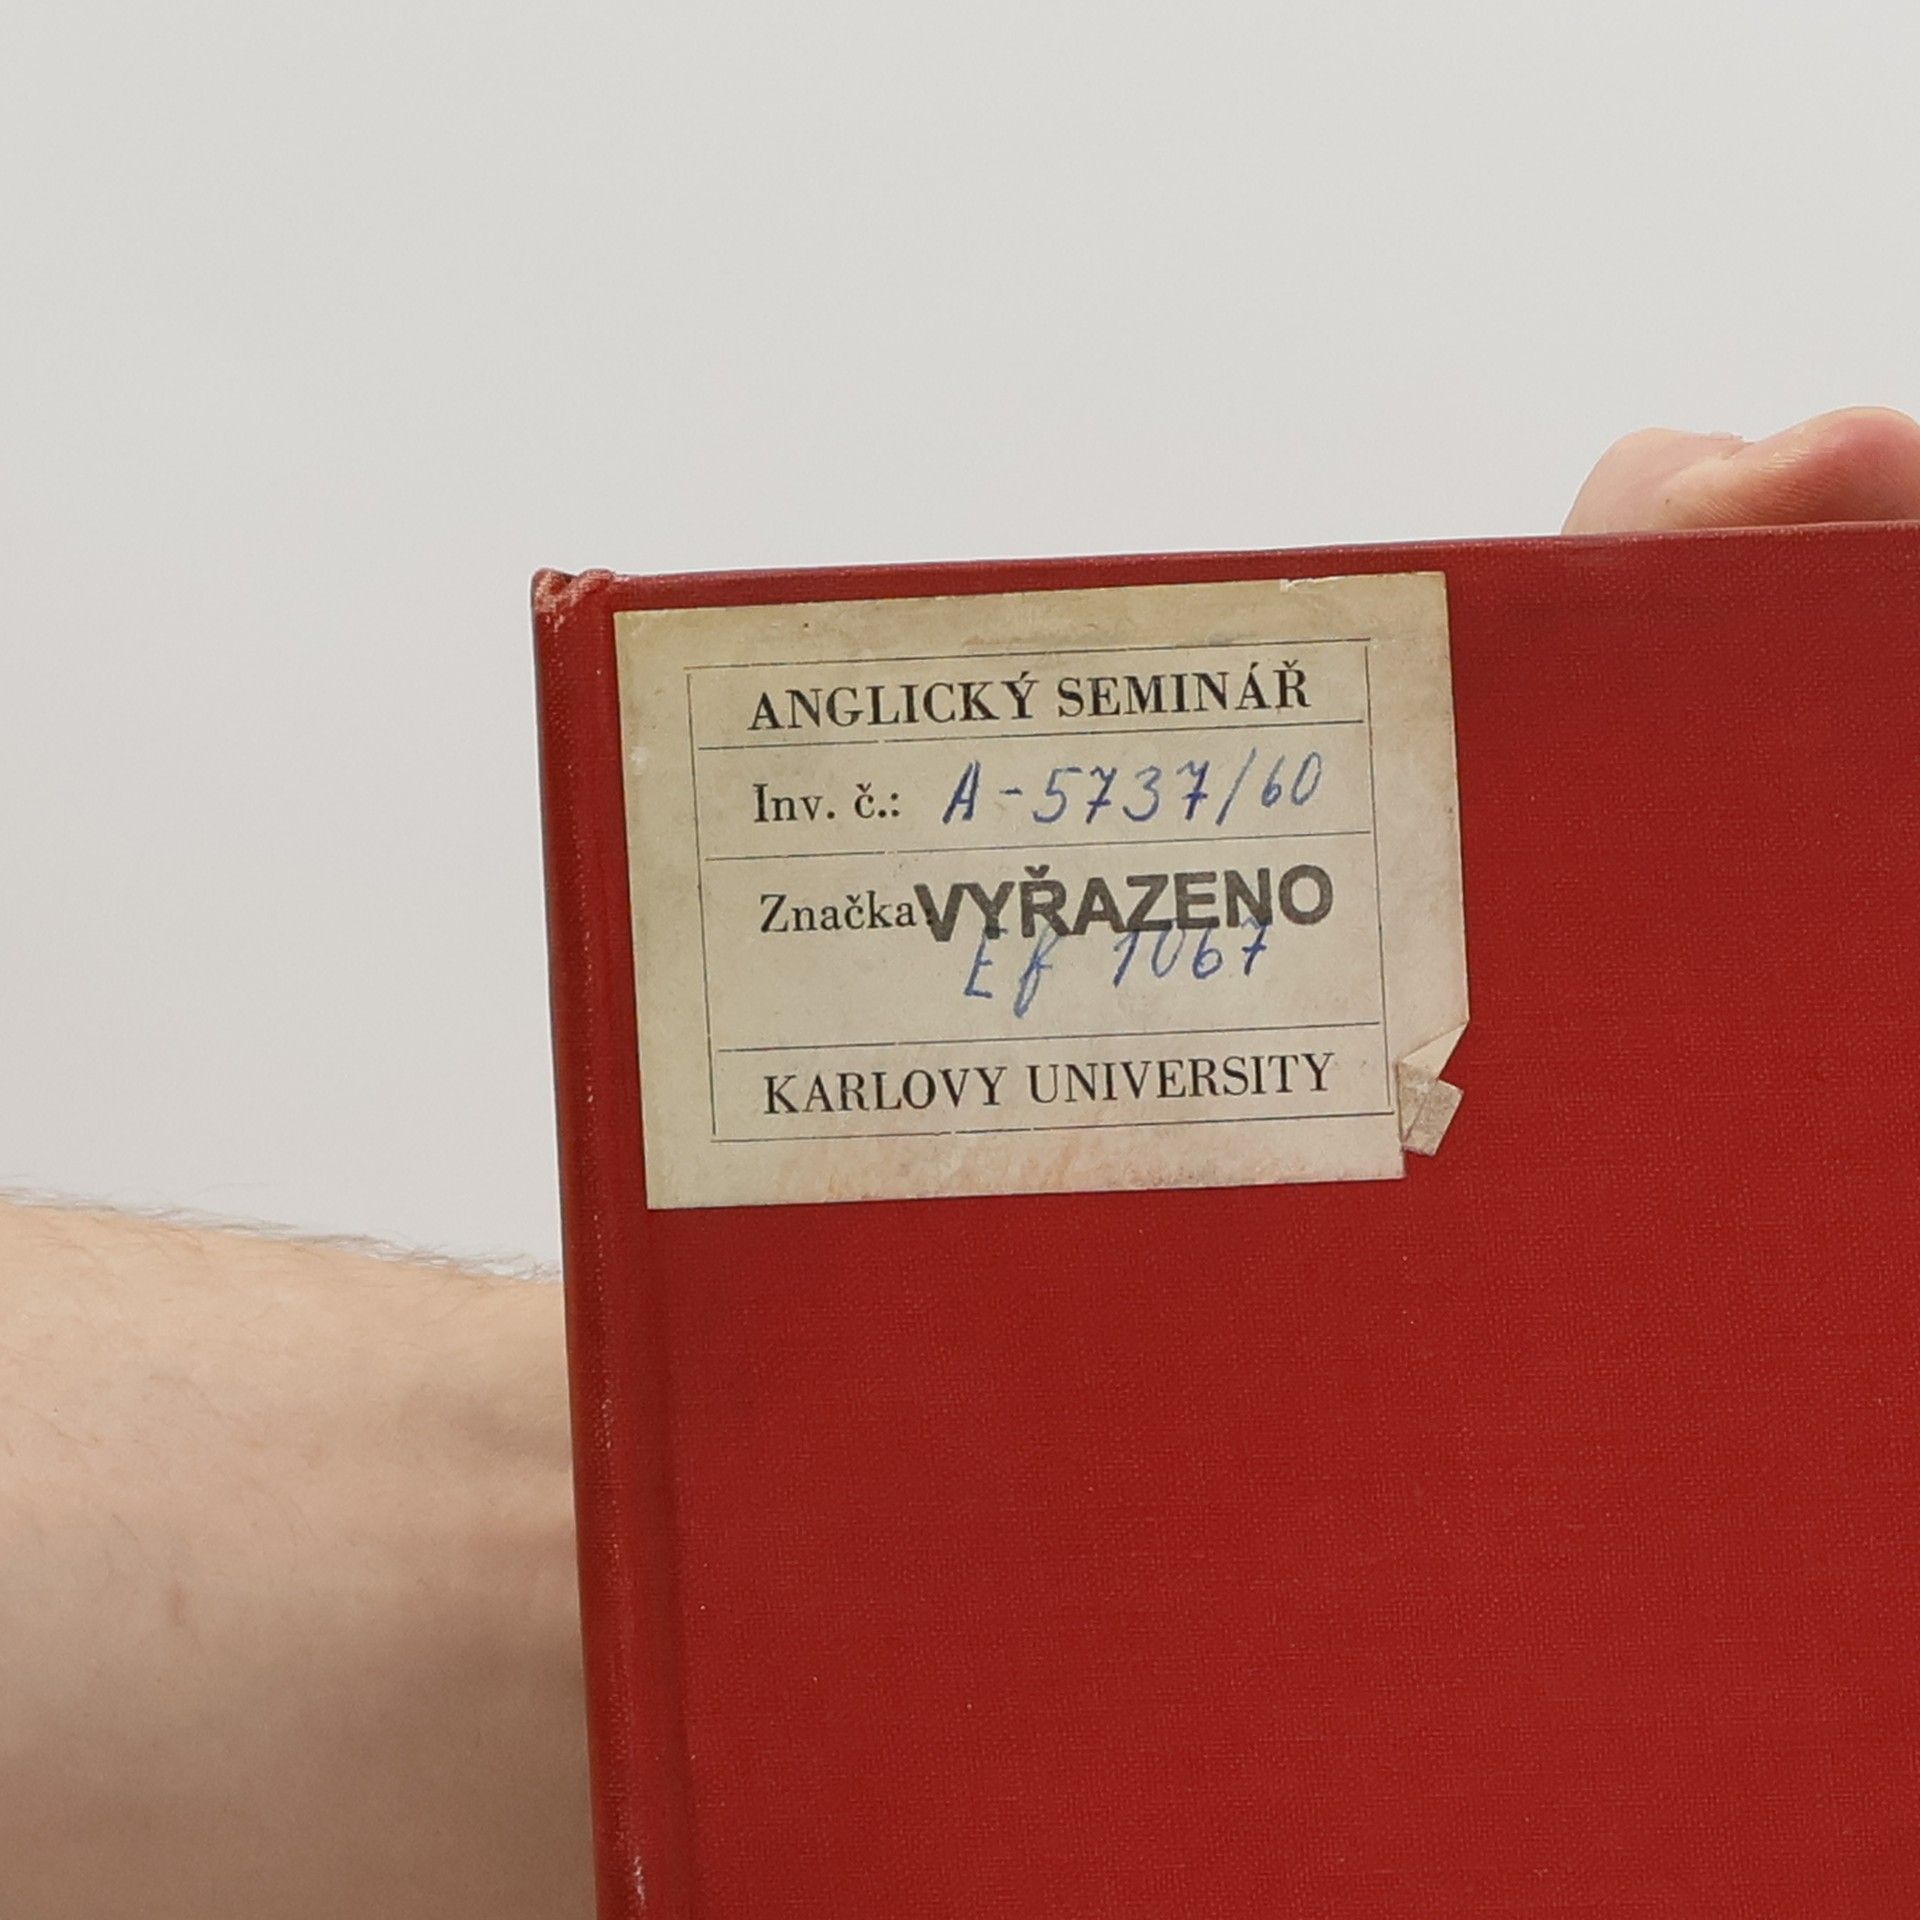 ANGLICKÝ SEMINÁŘ
Inv. č.: A-5737/60
Značka: VYŘAZENO
Ef 1067
KARLOVY UNIVERSITY